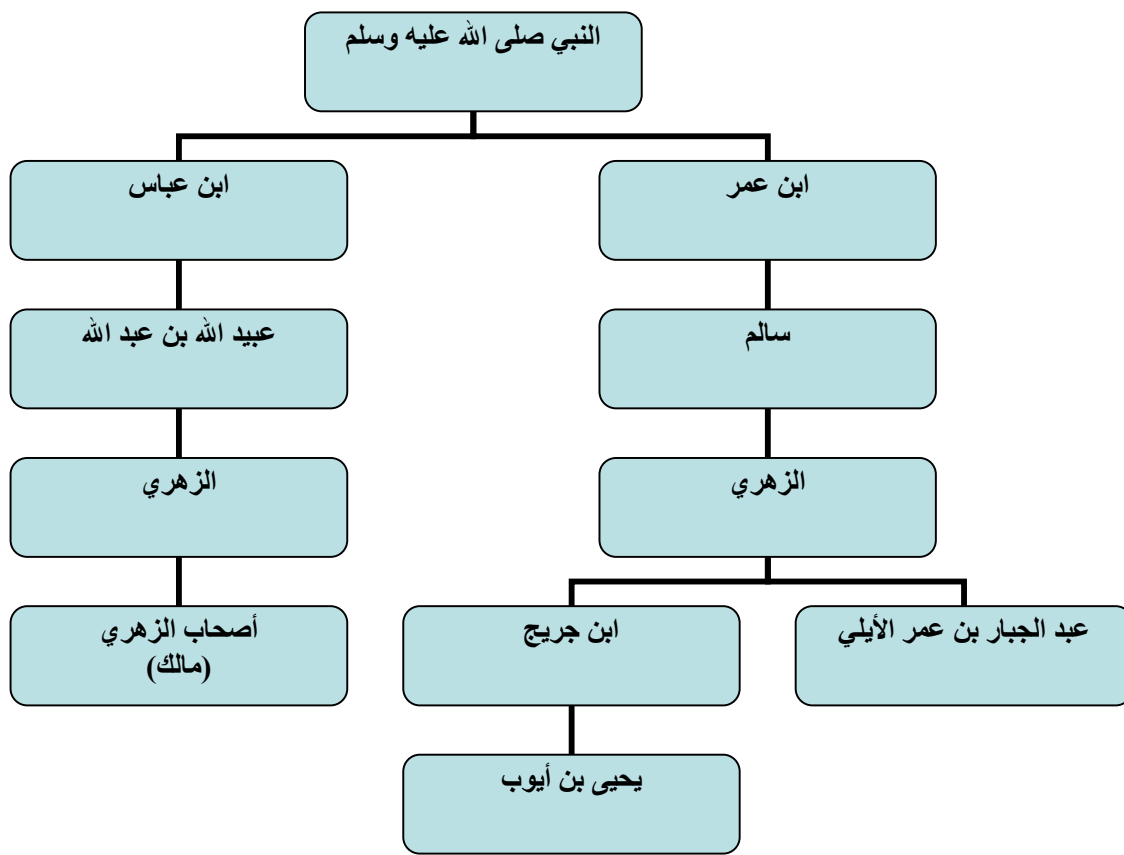 النبي صلى الله عليه وسلم
ابن عمر
ابن عباس
سالم
عبيد الله بن عبد الله
الزهري
الزهري
عبد الجبار بن عمر الأيلي
ابن جريج
أصحاب الزهري
(مالك)
يحيى بن أيوب